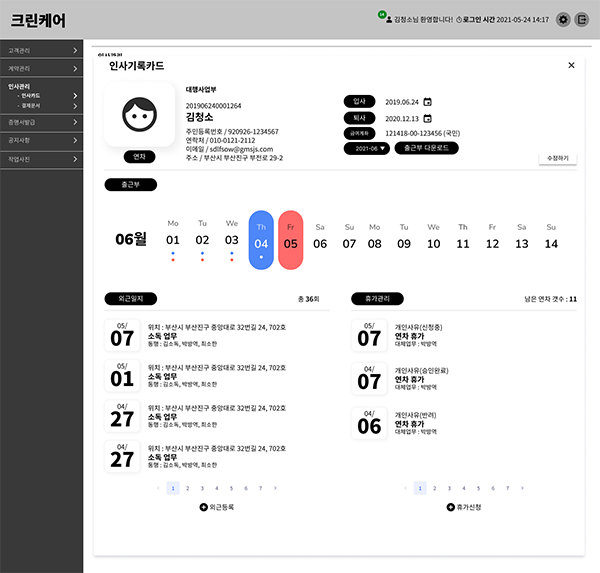 크린케어
김청소님 환영합니다! 로그인 시간 2021-05-24 14:17
고객관리
계약관리
인사관리
- 인사카드
- 결재문서
증명서발급
공지사항
작업사진
인사기록카드
대행사업부
201906240001264
김청소
주민등록번호 / 920926-1234567
연락처 / 010-0121-2112
이메일 / sdlfsow@gmsjs.com
주소 / 부산시 부산진구 부전로 29-2
연차
입사 2019.06.24
퇴사 2020.12.13
급여계좌 121418-00-123456 (국민)
2021-06 출근부 다운로드
수정하기
출근부
Mo Tu We Th Fr Sa Su Mo Tu We Th Fr Sa Su
06월 01 02 03 04 05 06 07 08 09 10 11 12 13 14
외근일지 총 36회
05/
07
위치 : 부산시 부산진구 중앙대로 32번길 24, 702호
소독 업무
동행 : 김소독, 박방역, 최소한
05/
01
위치 : 부산시 부산진구 중앙대로 32번길 24, 702호
소독 업무
동행 : 김소독, 박방역, 최소한
04/
27
위치 : 부산시 부산진구 중앙대로 32번길 24, 702호
소독 업무
동행 : 김소독, 박방역, 최소한
04/
27
위치 : 부산시 부산진구 중앙대로 32번길 24, 702호
소독 업무
동행 : 김소독, 박방역, 최소한
< 1 2 3 4 5 6 7 >
외근등록
휴가관리 남은 연차 갯수 : 11
05/
07
개인사유(신청중)
연차 휴가
대체업무 : 박방역
04/
07
개인사유(승인완료)
연차 휴가
대체업무 : 박방역
04/
06
개인사유(반려)
연차 휴가
대체업무 : 박방역
< 1 2 3 4 5 6 7 >
휴가신청